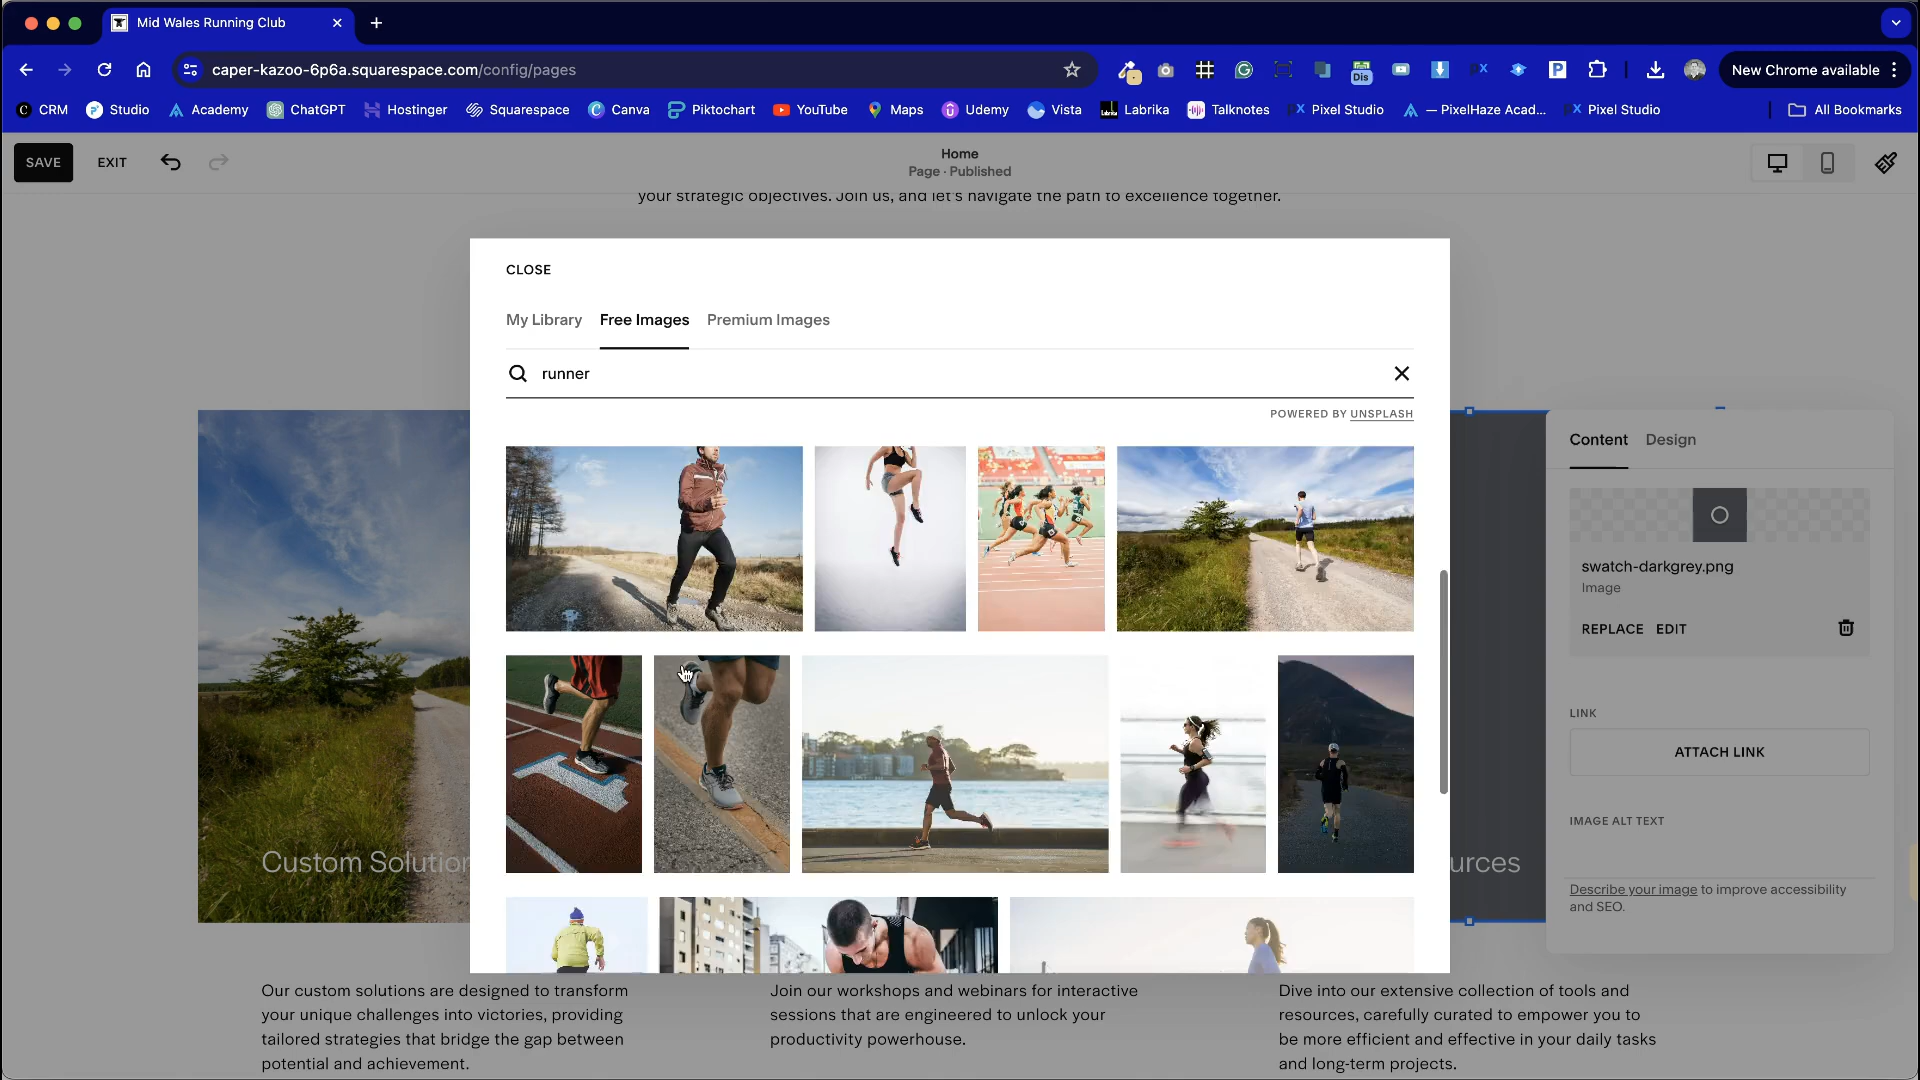 Mid Wales Running Club
caper-kazoo-6p6a.squarespace.com/config/pages
Dis
New Chrome available
CRM
Studio
Academy
ChatGPT
Hostinger
Squarespace
Canva
Piktochart
YouTube
Maps
Udemy
Vista
Labrika
Talknotes
Pixel Studio
— PixelHaze Acad...
Pixel Studio
All Bookmarks
SAVE
EXIT
Home
Page · Published
your strategic objectives. Join us, and let's navigate the path to excellence together.
CLOSE
My Library
Free Images
Premium Images
runner
POWERED BY UNSPLASH
Content
Design
swatch-darkgrey.png
Image
REPLACE
EDIT
LINK
ATTACH LINK
IMAGE ALT TEXT
Describe your image to improve accessibility
and SEO.
Custom Solution
urces
Our custom solutions are designed to transform
your unique challenges into victories, providing
tailored strategies that bridge the gap between
potential and achievement.
Join our workshops and webinars for interactive
sessions that are engineered to unlock your
productivity powerhouse.
Dive into our extensive collection of tools and
resources, carefully curated to empower you to
be more efficient and effective in your daily tasks
and long-term projects.